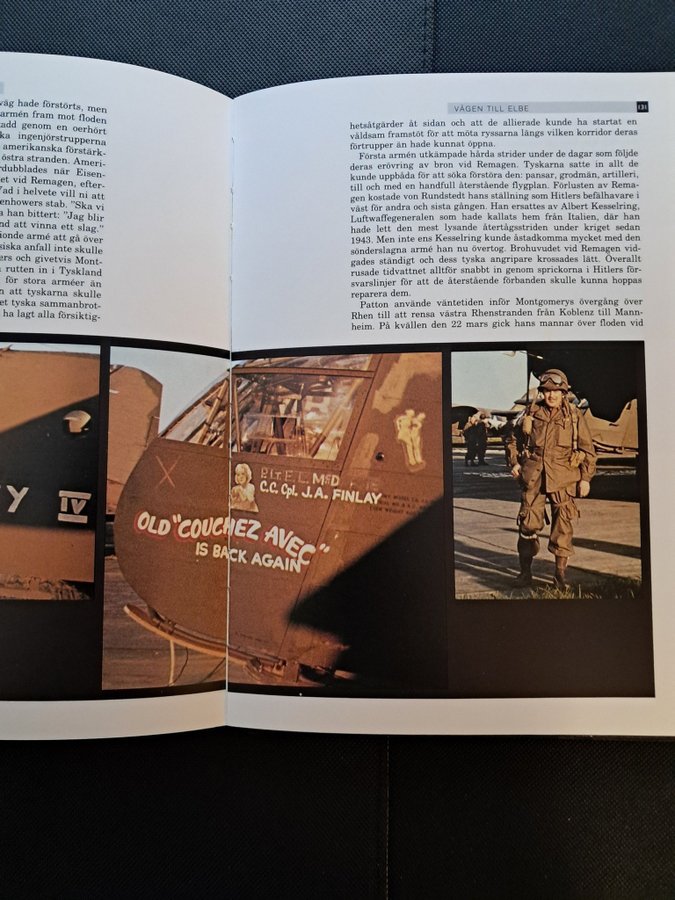 väg hade förstörts, men
armén fram mot floden
tadd genom en oerhört
ka ingenjörstrupperna
amerikanska förstärk-
östra stranden. Ameri-
rdubblades när Eisen-
et vid Remagen, efter-
Vad i helvete vill ni att
enhowers stab. "Ska vi
a han bittert: "Jag blir
nd att vinna ett slag."
ionde armé att gå över
siska anfall inte skulle
ers och givetvis Mont-
rutten in i Tyskland
för stora arméer än
n att tyskarna skulle
et tyska sammanbrot-
ha lagt alla försiktig-
VÄGEN TILL ELBE
131
hetsåtgärder åt sidan och att de allierade kunde ha startat en
våldsam framstöt för att möta ryssarna längs vilken korridor deras
förtrupper än hade kunnat öppna.
Första armén utkämpade hårda strider under de dagar som följde
deras erövring av bron vid Remagen. Tyskarna satte in allt de
kunde uppbåda för att söka förstöra den: pansar, grodmän, artilleri,
till och med en handfull återstående flygplan. Förlusten av Rema-
gen kostade von Rundstedt hans ställning som Hitlers befälhavare i
väst för andra och sista gången. Han ersattes av Albert Kesselring,
Luftwaffegeneralen som hade kallats hem från Italien, där han
hade lett den mest lysande återtågsstriden under kriget sedan
1943. Men inte ens Kesselring kunde åstadkomma mycket med den
sönderslagna armé han nu övertog. Brohuvudet vid Remagen vid-
gades ständigt och dess tyska angripare krossades lätt. Överallt
rusade tidvattnet alltför snabbt in genom sprickorna i Hitlers för-
svarslinjer för att de återstående förbanden skulle kunna hoppas
reparera dem.
Patton använde väntetiden inför Montgomerys övergång över
Rhen till att rensa västra Rhenstranden från Koblenz till Mann-
heim. På kvällen den 22 mars gick hans mannar över floden vid
Y IV
C.C. Cpl. J. A. FINLAY
OLD "COUCHEZ AVEC"
IS BACK AGAIN